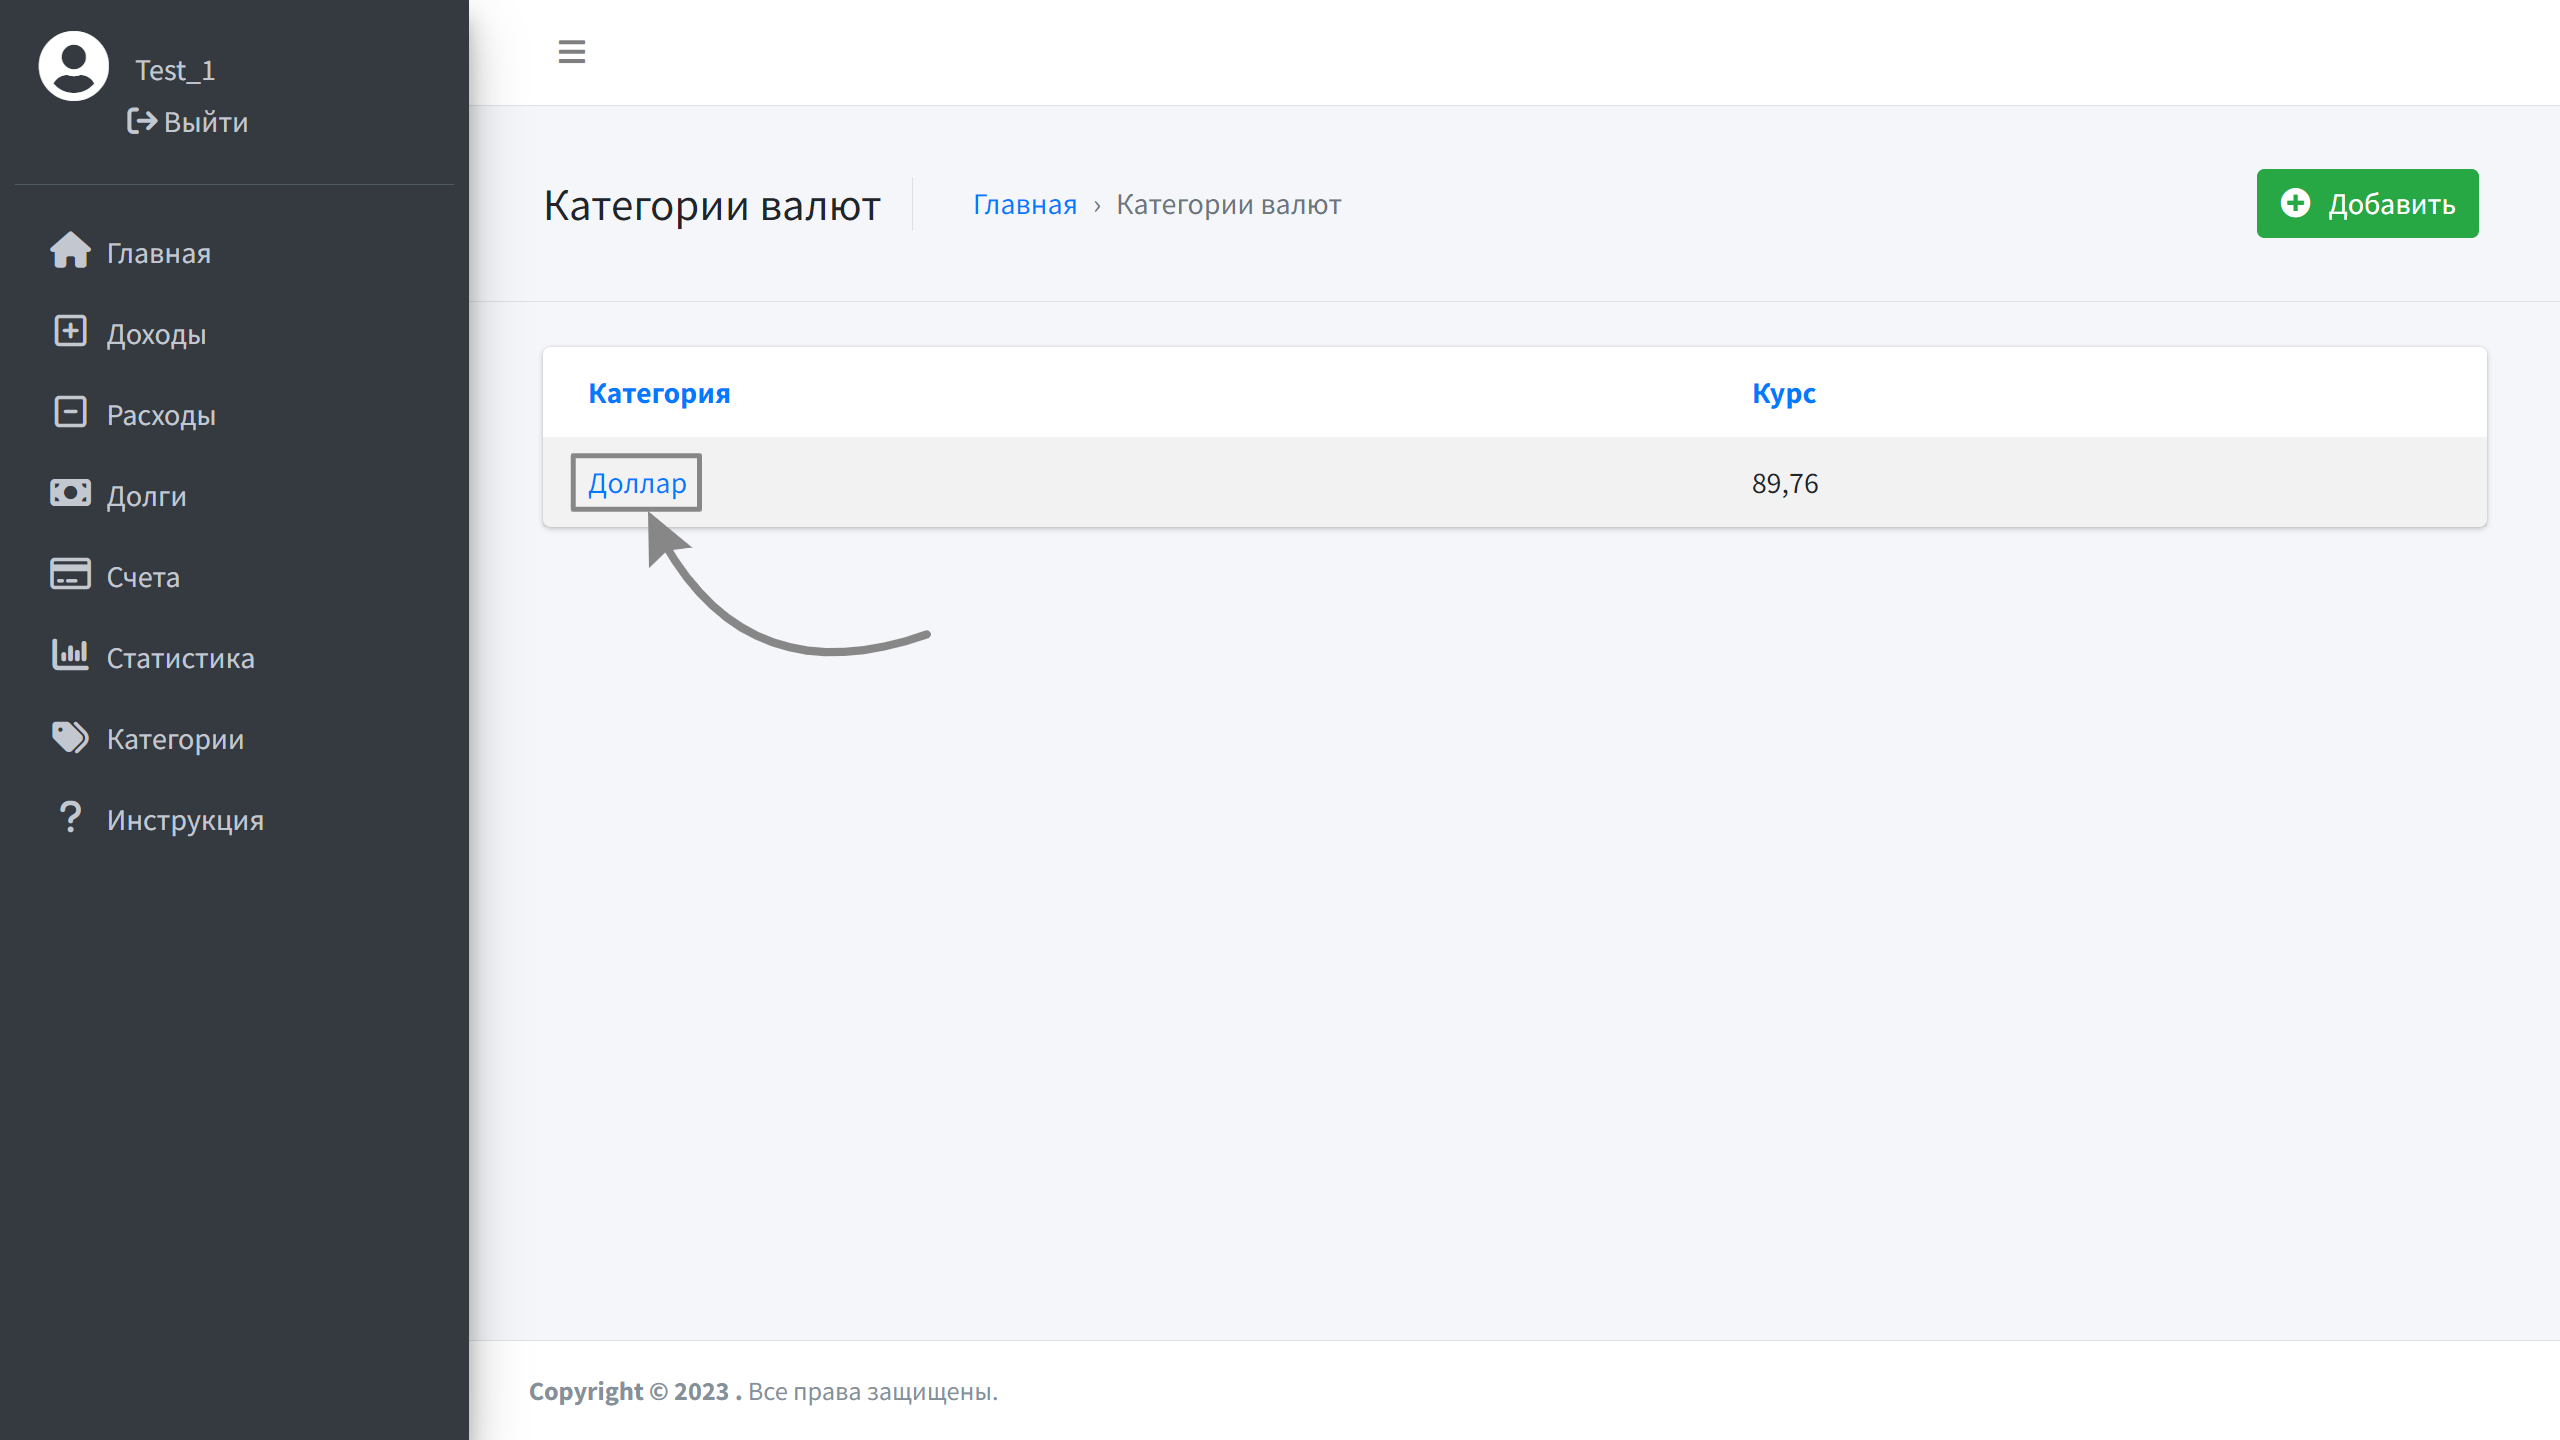 Test_1
Выйти
Главная
Доходы
Расходы
Долги
Счета
Статистика
Категории
Инструкция
Категории валют
Главная › Категории валют
Добавить
Категория Курс
Доллар 89,76
Copyright © 2023 . Все права защищены.